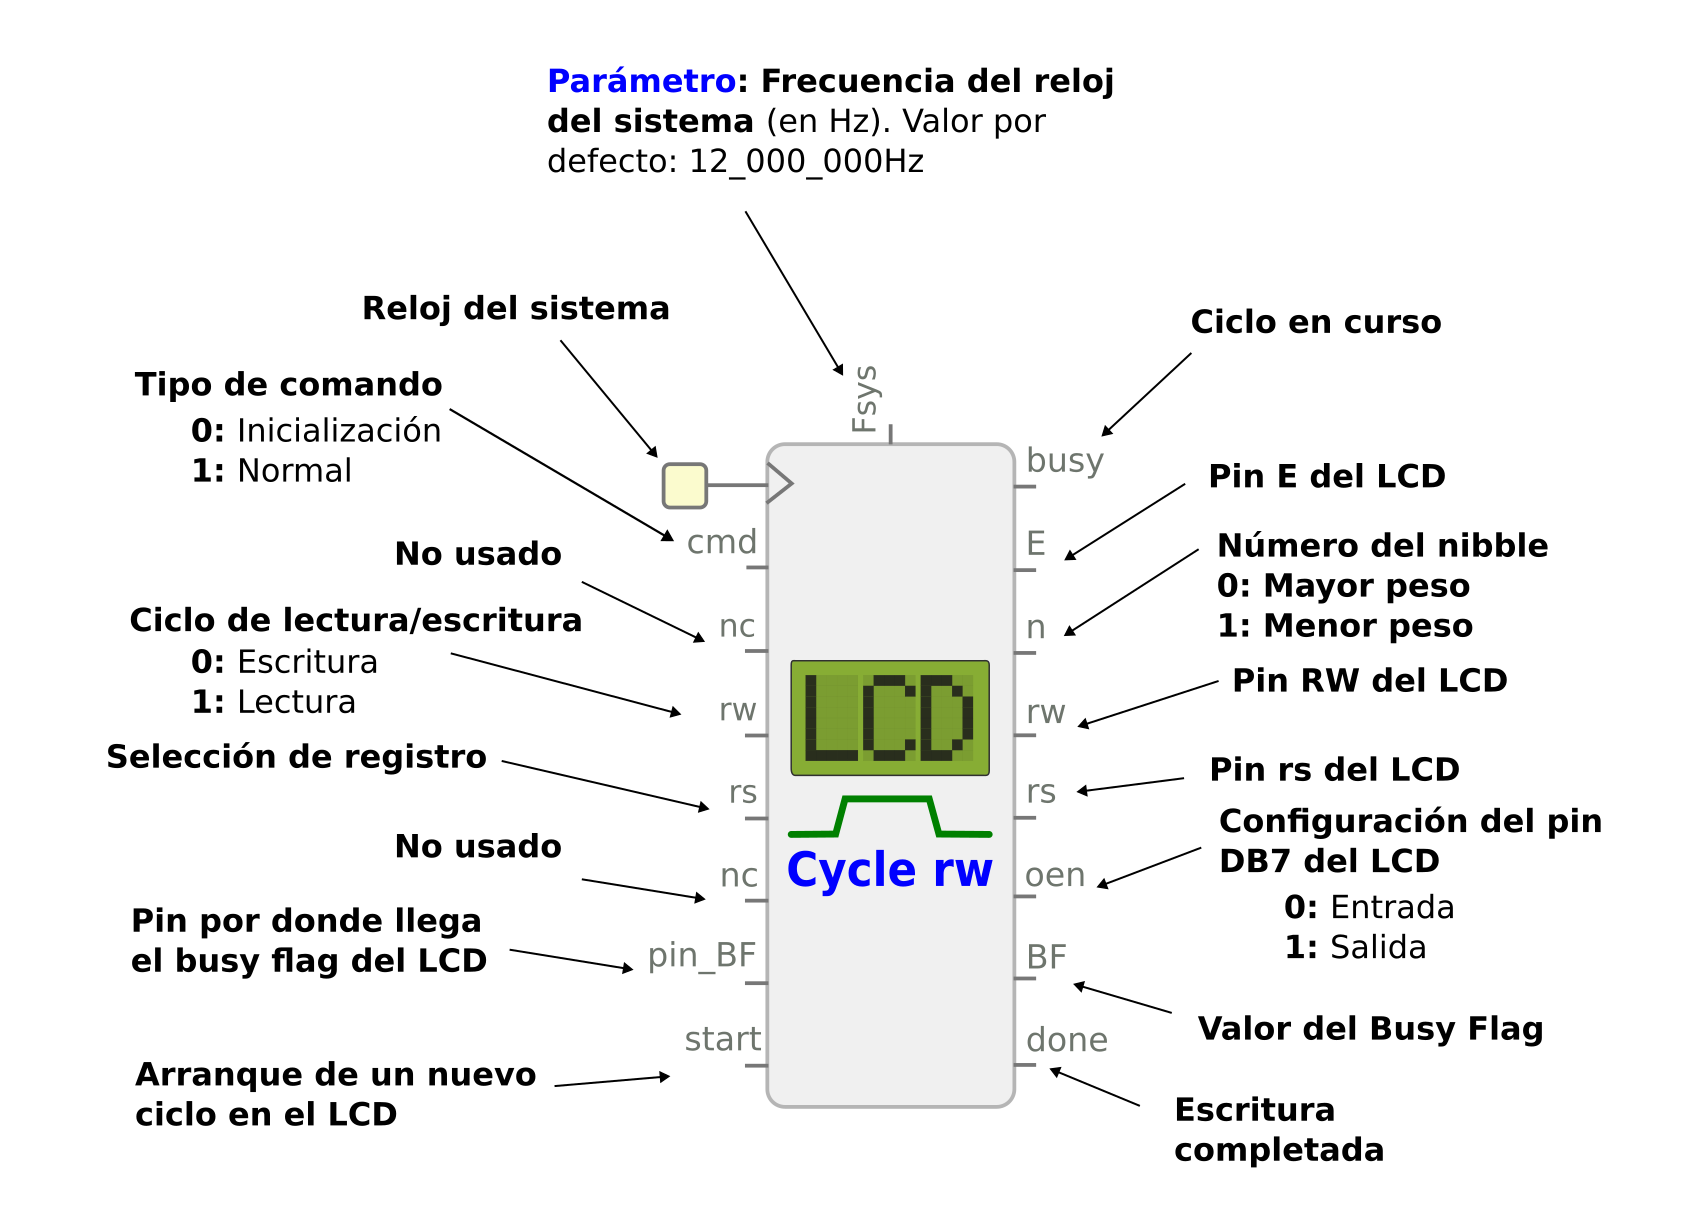 Parámetro: Frecuencia del reloj
del sistema (en Hz). Valor por
defecto: 12_000_000Hz
Reloj del sistema
Ciclo en curso
Tipo de comando
0: Inicialización
1: Normal
No usado
Ciclo de lectura/escritura
0: Escritura
1: Lectura
Selección de registro
No usado
Pin por donde llega
el busy flag del LCD
Arranque de un nuevo
ciclo en el LCD
Fsys
cmd
nc
rw
rs
nc
pin_BF
start
LCD
Cycle rw
busy
E
n
rw
rs
oen
BF
done
Pin E del LCD
Número del nibble
0: Mayor peso
1: Menor peso
Pin RW del LCD
Pin rs del LCD
Configuración del pin
DB7 del LCD
0: Entrada
1: Salida
Valor del Busy Flag
Escritura
completada